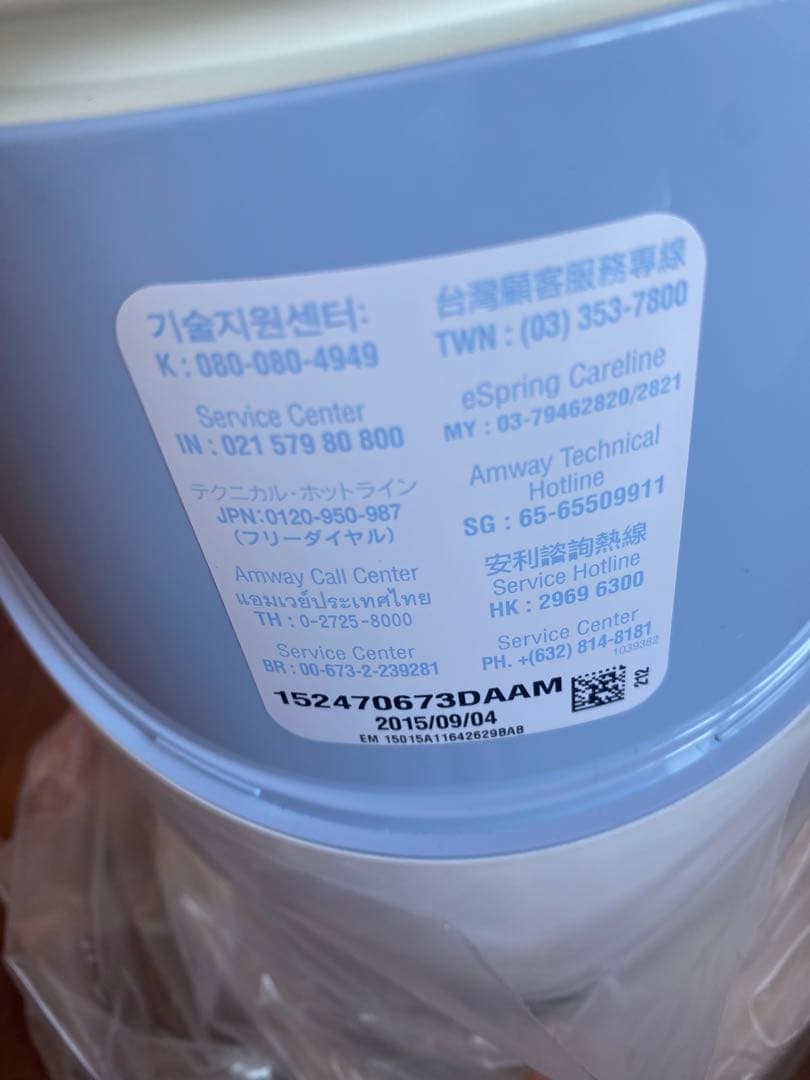 기술지원센터:
K : 080-080-4949
Service Center
IN : 021 579 80 800
テクニカル・ホットライン
JPN:0120-950-987
(フリーダイヤル)
Amway Call Center
แอมเวย์ประเทศไทย
TH : 0-2725-8000
Service Center
BR : 00-673-2-239281
台灣顧客服務專線
TWN : (03) 353-7800
eSpring Careline
MY : 03-79462820/2821
Amway Technical
Hotline
SG : 65-65509911
安利諮詢熱線
Service Hotline
HK : 2969 6300
Service Center
PH. +(632) 814-8181
1039382
152470673DAAM
212
2015/09/04
EM 15015A11642629BAB